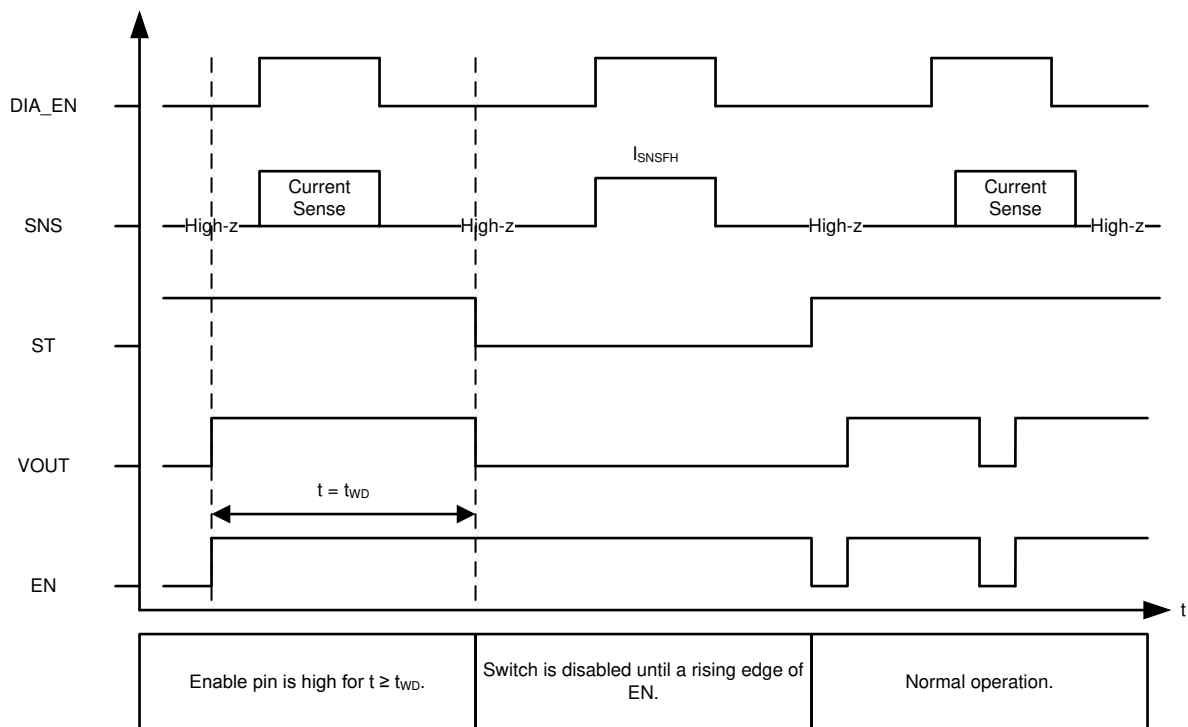 DIA_EN
Current
Sense
I_SNSFH
Current
Sense
SNS
High-z
High-z
High-z
High-z
ST
VOUT
t = t_WD
EN
t
Enable pin is high for t ≥ t_WD.
Switch is disabled until a rising edge of
EN.
Normal operation.